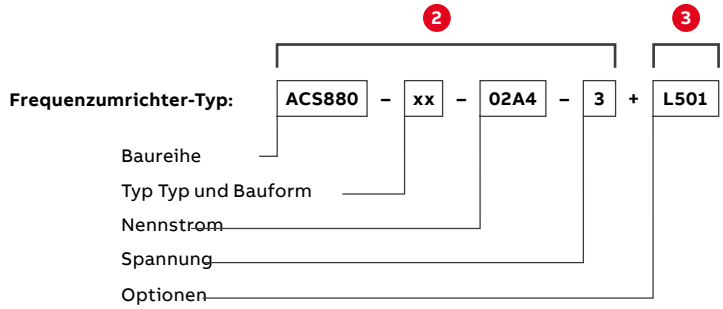 2 3
Frequenzumrichter-Typ: ACS880 – xx – 02A4 – 3 + L501
Baureihe
Typ Typ und Bauform
Nennstrom
Spannung
Optionen